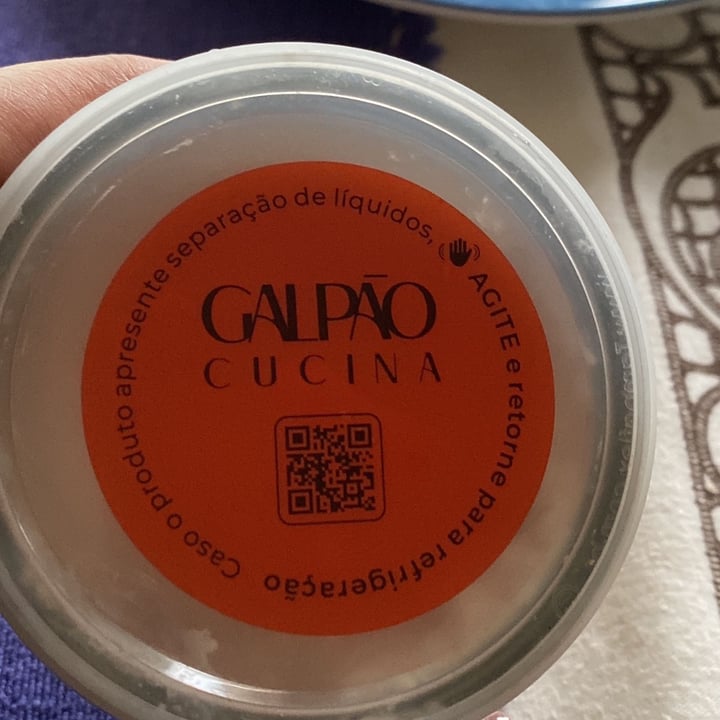 GALPÃO
CUCINA
Caso o produto apresente separação de líquidos, AGITE e retorne para refrigeração